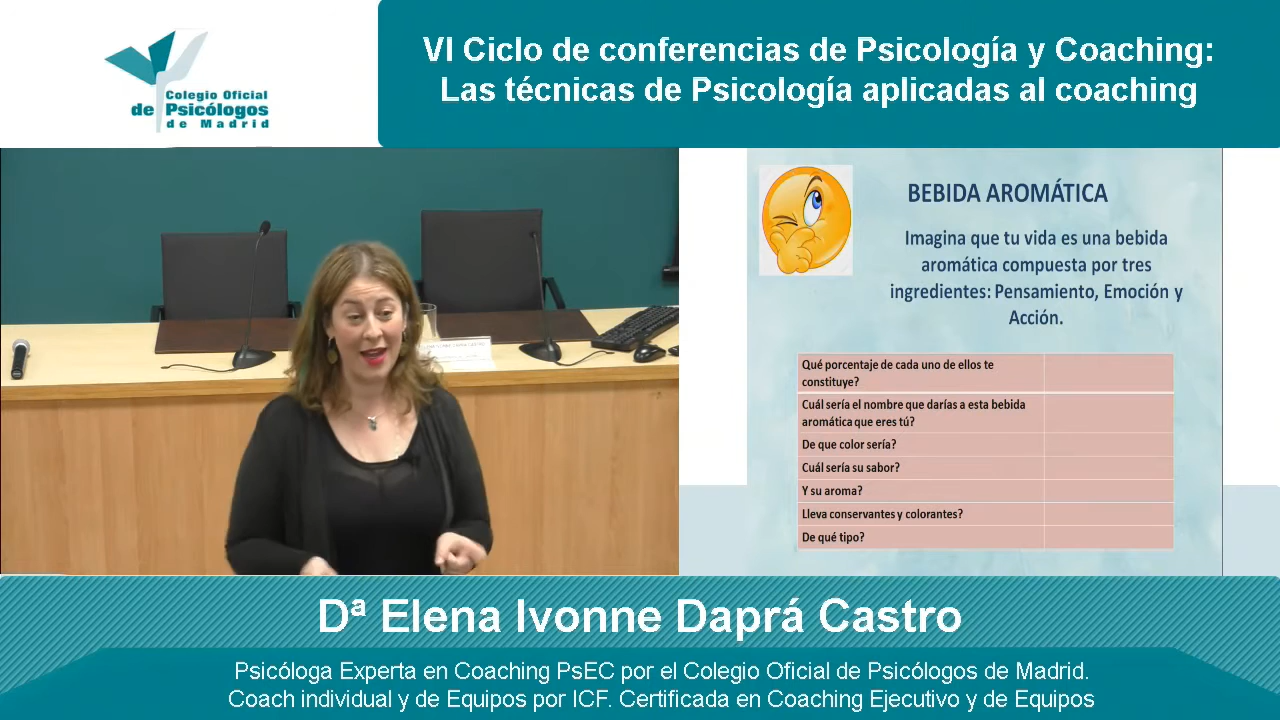 Colegio Oficial
de Psicólogos
de Madrid
VI Ciclo de conferencias de Psicología y Coaching:
Las técnicas de Psicología aplicadas al coaching
BEBIDA AROMÁTICA
Imagina que tu vida es una bebida
aromática compuesta por tres
ingredientes: Pensamiento, Emoción y
Acción.
Qué porcentaje de cada uno de ellos te
constituye?
Cuál sería el nombre que darías a esta bebida
aromática que eres tú?
De que color sería?
Cuál sería su sabor?
Y su aroma?
Lleva conservantes y colorantes?
De qué tipo?
Dª Elena Ivonne Daprá Castro
Psicóloga Experta en Coaching PsEC por el Colegio Oficial de Psicólogos de Madrid.
Coach individual y de Equipos por ICF. Certificada en Coaching Ejecutivo y de Equipos